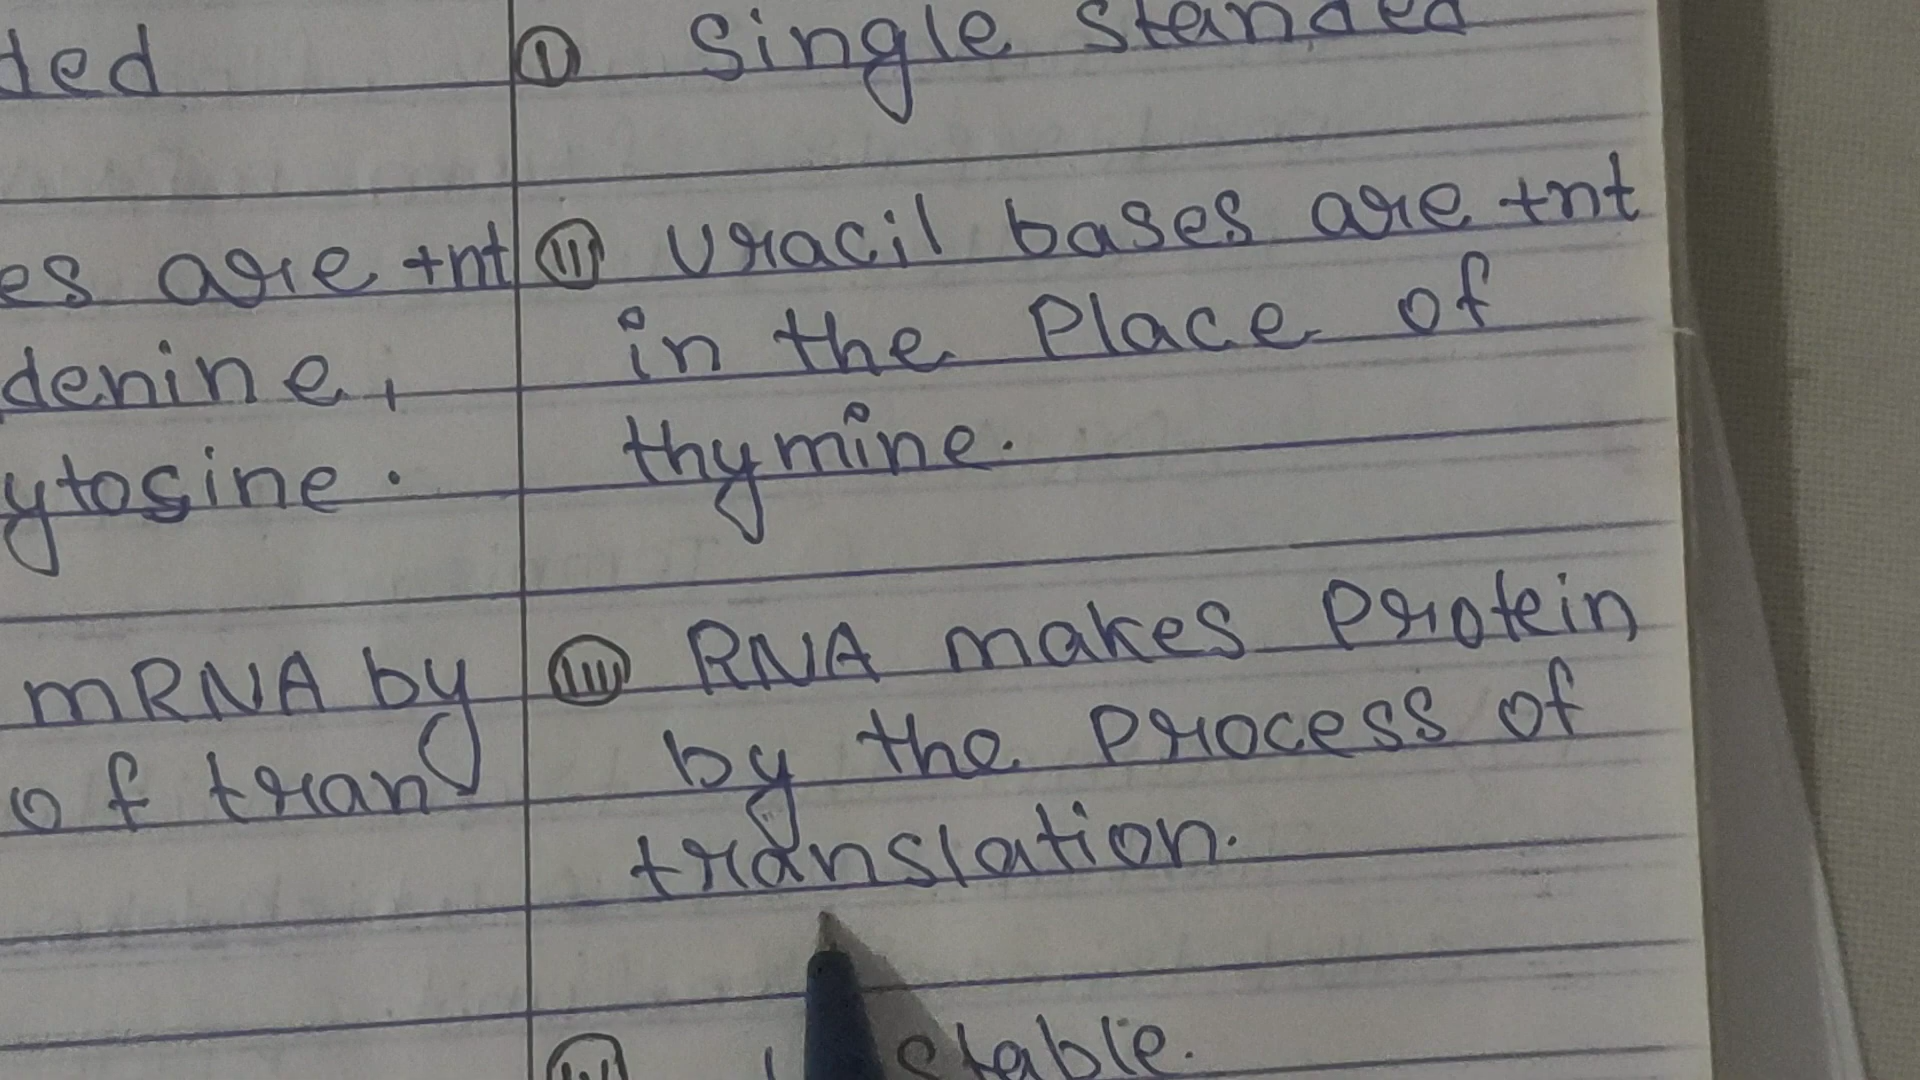 ded
es are +nt
denine,
ytosine.
mRNA by
of tran
(I) Single Standed
(II) Uracil bases are +nt
in the Place of
thymine.
(III) RNA makes Protein
by the Process of
translation.
(IV) stable.